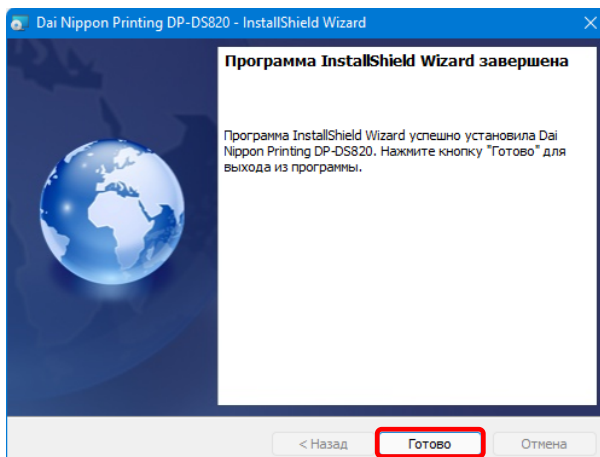 Dai Nippon Printing DP-DS820 - InstallShield Wizard
Программа InstallShield Wizard завершена
Программа InstallShield Wizard успешно установила Dai
Nippon Printing DP-DS820. Нажмите кнопку "Готово" для
выхода из программы.
< Назад
Готово
Отмена